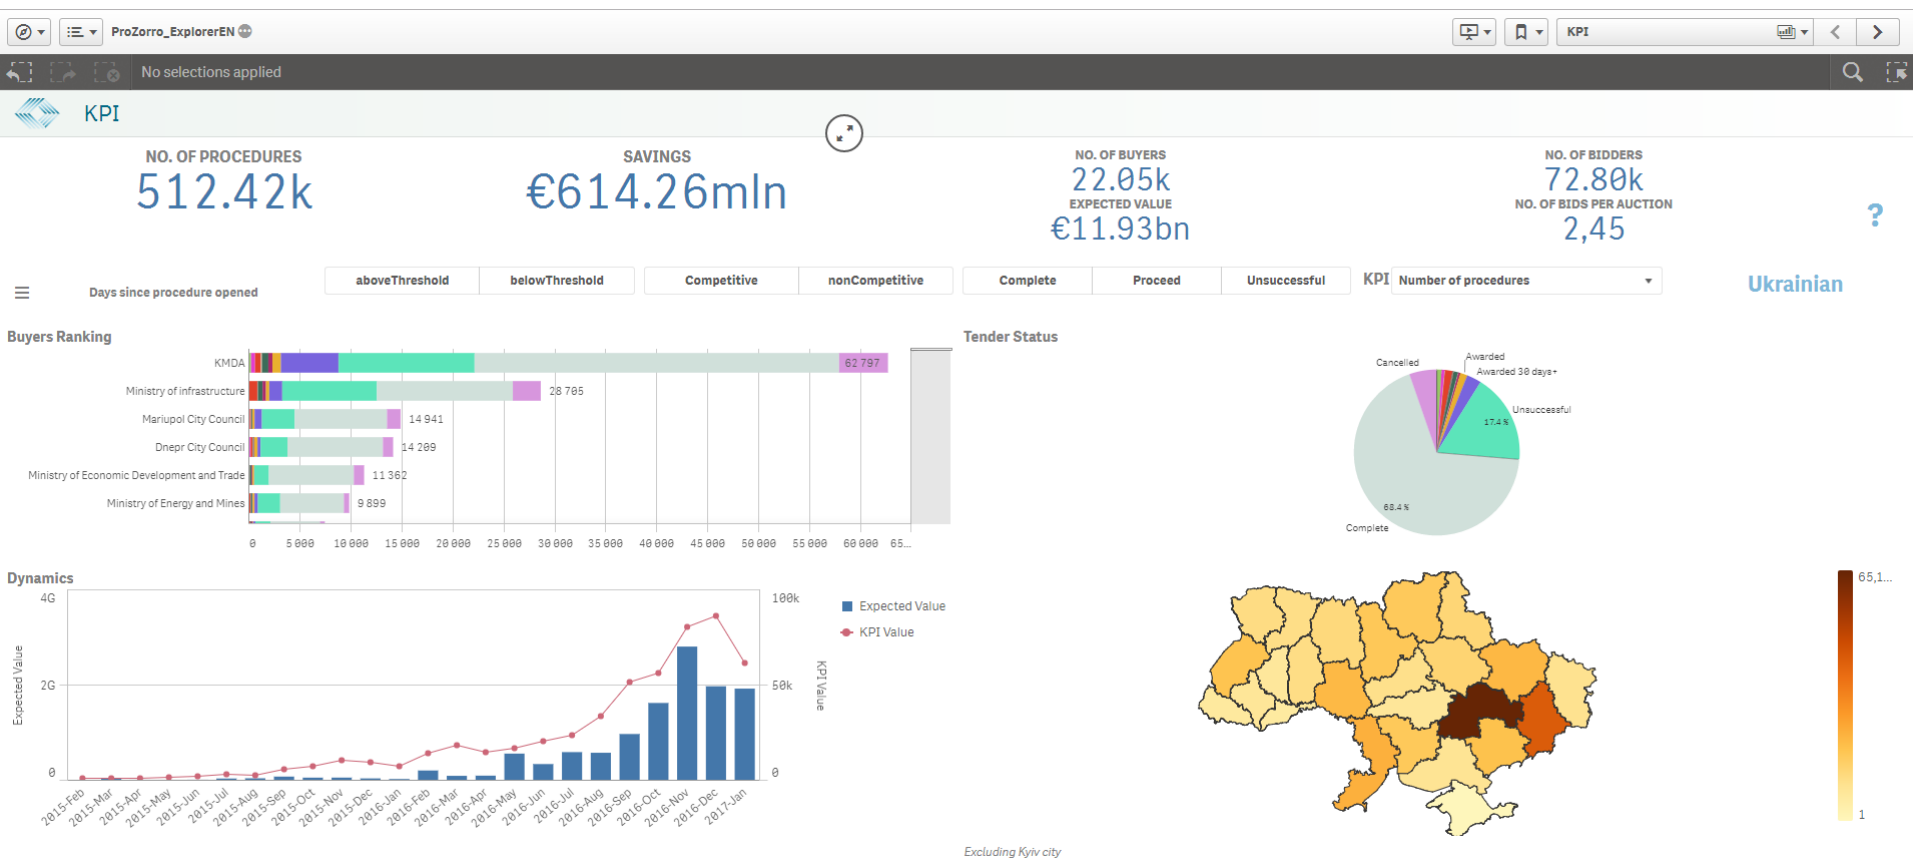 ProZorro_ExplorerEN
KPI
No selections applied
KPI
NO. OF PROCEDURES
512.42k
SAVINGS
€614.26mln
NO. OF BUYERS
22.05k
EXPECTED VALUE
€11.93bn
NO. OF BIDDERS
72.80k
NO. OF BIDS PER AUCTION
2,45
?
Days since procedure opened
aboveThreshold
belowThreshold
Competitive
nonCompetitive
Complete
Proceed
Unsuccessful
KPI
Number of procedures
Ukrainian
Buyers Ranking
KMDA
62 797
Ministry of infrastructure
28 705
Mariupol City Council
14 941
Dnepr City Council
14 209
Ministry of Economic Development and Trade
11 362
Ministry of Energy and Mines
9 899
0 5 000 10 000 15 000 20 000 25 000 30 000 35 000 40 000 45 000 50 000 55 000 60 000 65...
Tender Status
Cancelled
Awarded
Awarded 30 days+
Unsuccessful
17.4 %
68.4 %
Complete
Dynamics
4G
2G
0
Expected Value
100k
50k
0
KPI Value
Expected Value
KPI Value
2015-Feb
2015-Mar
2015-Apr
2015-May
2015-Jun
2015-Jul
2015-Aug
2015-Sep
2015-Oct
2015-Nov
2015-Dec
2016-Jan
2016-Feb
2016-Mar
2016-Apr
2016-May
2016-Jun
2016-Jul
2016-Aug
2016-Sep
2016-Oct
2016-Nov
2016-Dec
2017-Jan
65,1...
1
Excluding Kyiv city